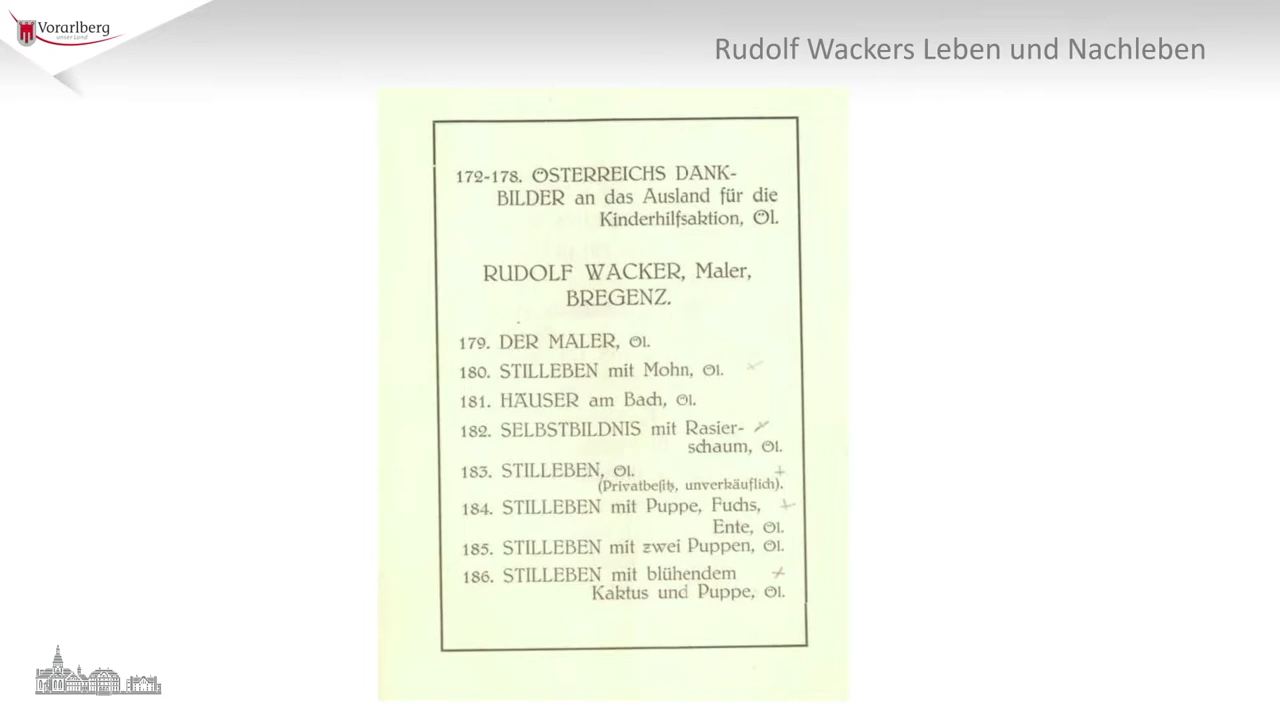 Vorarlberg
unser Land
Rudolf Wackers Leben und Nachleben
172-178. ÖSTERREICHS DANK-
BILDER an das Ausland für die
Kinderhilfsaktion, Öl.
RUDOLF WACKER, Maler,
BREGENZ.
179. DER MALER, Öl.
180. STILLEBEN mit Mohn, Öl.
181. HÄUSER am Bach, Öl.
182. SELBSTBILDNIS mit Rasier-
schaum, Öl.
183. STILLEBEN, Öl.
(Privatbesitz, unverkäuflich).
184. STILLEBEN mit Puppe, Fuchs,
Ente, Öl.
185. STILLEBEN mit zwei Puppen, Öl.
186. STILLEBEN mit blühendem
Kaktus und Puppe, Öl.